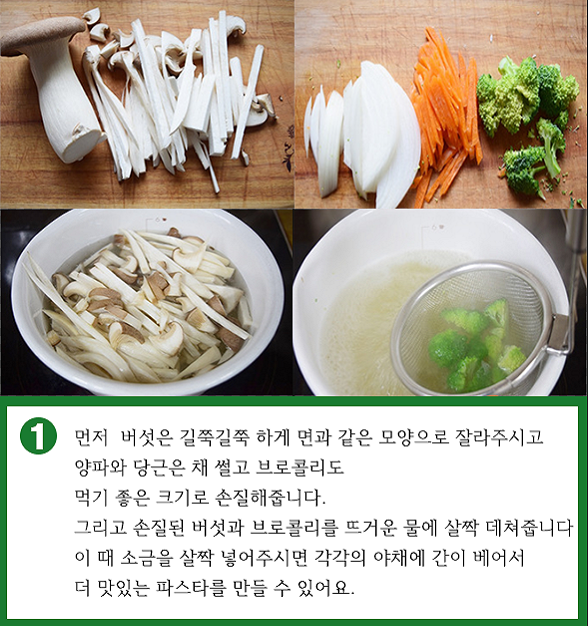 1
먼저 버섯은 길쭉길쭉 하게 면과 같은 모양으로 잘라주시고
양파와 당근은 채 썰고 브로콜리도
먹기 좋은 크기로 손질해줍니다.
그리고 손질된 버섯과 브로콜리를 뜨거운 물에 살짝 데쳐줍니다
이 때 소금을 살짝 넣어주시면 각각의 야채에 간이 베어서
더 맛있는 파스타를 만들 수 있어요.